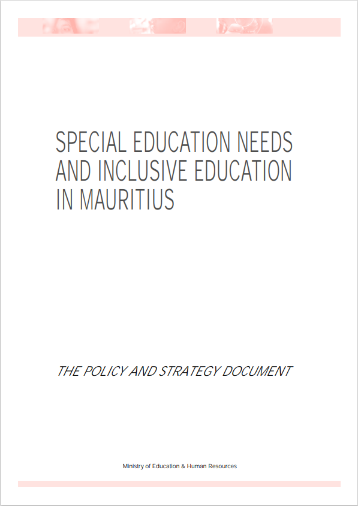 SPECIAL EDUCATION NEEDS
AND INCLUSIVE EDUCATION
IN MAURITIUS
THE POLICY AND STRATEGY DOCUMENT
Ministry of Education & Human Resources